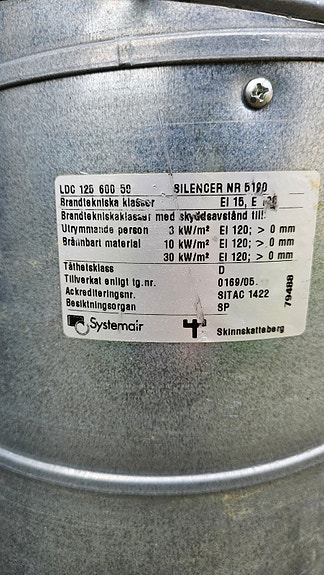 LDC 125 600 50 SILENCER NR 5190
Brandtekniska klasser EI 15, E
Brandtekniskaklasser med skyddsavstånd till:
Utrymmande person 3 kW/m² EI 120; > 0 mm
Brännbart material 10 kW/m² EI 120; > 0 mm
30 kW/m² EI 120; > 0 mm
Täthetsklass D
Tillverkat enligt tg.nr. 0169/05.
Ackrediteringsnr. SITAC 1422
Besiktningsorgan SP
79488
Systemair Skinnskatteberg